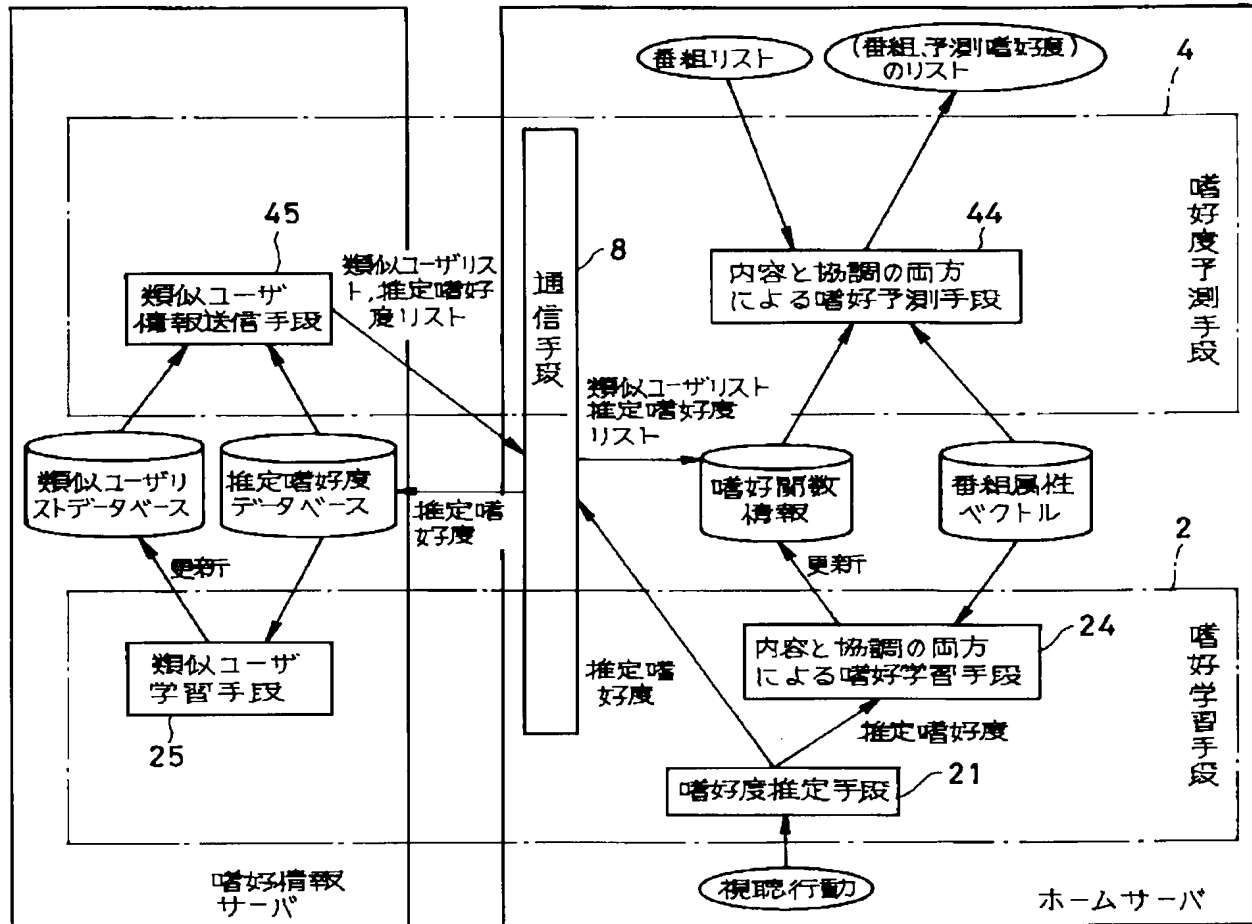 番組リスト
(番組、予測嗜好度)
のリスト
4
嗜好度予測手段
45
類似ユーザ
情報送信手段
類似ユーザリス
ト,推定嗜好
度リスト
8
通信手段
44
内容と協調の両方
による嗜好予測手段
類似ユーザリスト
推定嗜好度
リスト
類似ユーザリ
ストデータベース
推定嗜好度
データベース
推定嗜
好度
嗜好関数
情報
番組属性
ベクトル
更新
更新
2
嗜好学習手段
類似ユーザ
学習手段
25
推定嗜
好度
内容と協調の両方
による嗜好学習手段
24
推定嗜好度
嗜好度推定手段
21
視聴行動
嗜好情報
サーバ
ホームサーバ